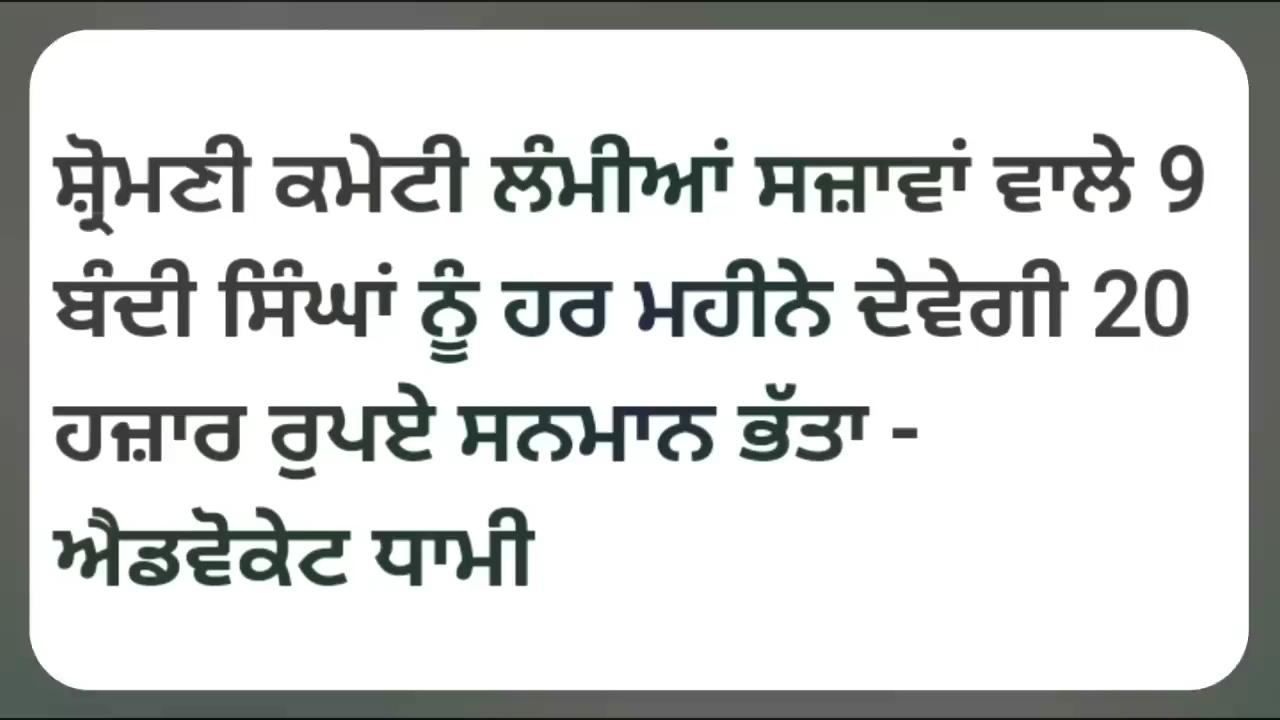 ਸ਼੍ਰੋਮਣੀ ਕਮੇਟੀ ਲੰਮੀਆਂ ਸਜ਼ਾਵਾਂ ਵਾਲੇ 9
ਬੰਦੀ ਸਿੰਘਾਂ ਨੂੰ ਹਰ ਮਹੀਨੇ ਦੇਵੇਗੀ 20
ਹਜ਼ਾਰ ਰੁਪਏ ਸਨਮਾਨ ਭੱਤਾ -
ਐਡਵੋਕੇਟ ਧਾਮੀ